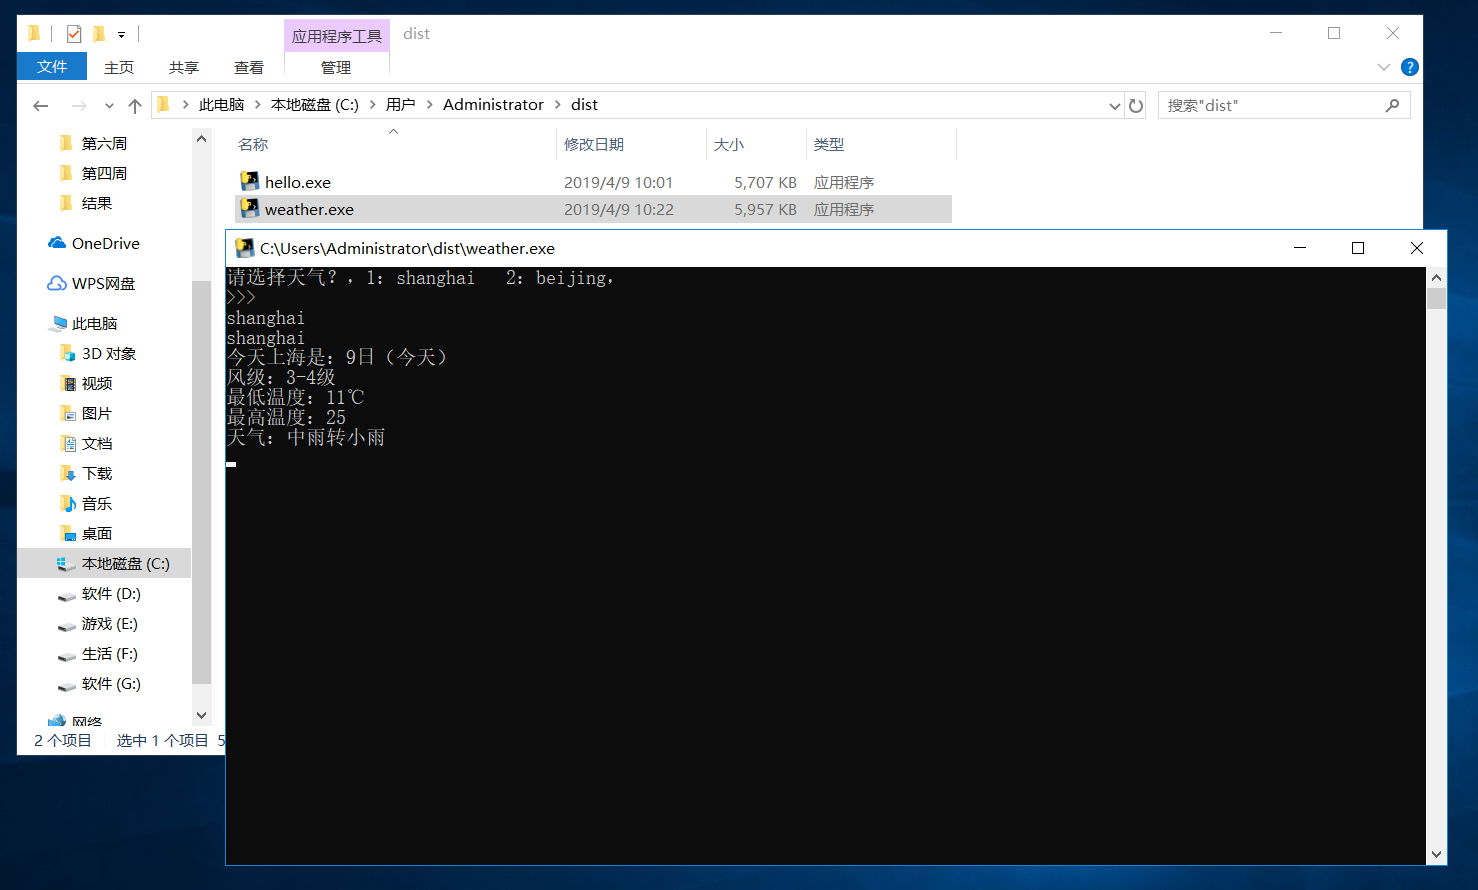 应用程序工具 dist
文件 主页 共享 查看 管理
此电脑 本地磁盘 (C:) 用户 Administrator dist 搜索"dist"
名称 修改日期 大小 类型
hello.exe 2019/4/9 10:01 5,707 KB 应用程序
weather.exe 2019/4/9 10:22 5,957 KB 应用程序
第六周
第四周
结果
OneDrive
WPS网盘
此电脑
3D 对象
视频
图片
文档
下载
音乐
桌面
本地磁盘 (C:)
软件 (D:)
游戏 (E:)
生活 (F:)
软件 (G:)
网络
2 个项目 选中 1 个项目 5
C:\Users\Administrator\dist\weather.exe
请选择天气？，1：shanghai 2：beijing，
>>>
shanghai
shanghai
今天上海是：9日（今天）
风级：3-4级
最低温度：11℃
最高温度：25
天气：中雨转小雨